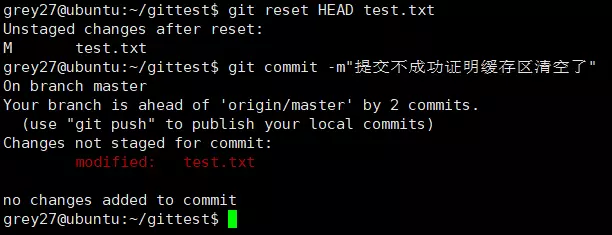 grey27@ubuntu:~/gittest$ git reset HEAD test.txt
Unstaged changes after reset:
M       test.txt
grey27@ubuntu:~/gittest$ git commit -m"提交不成功证明缓存区清空了"
On branch master
Your branch is ahead of 'origin/master' by 2 commits.
  (use "git push" to publish your local commits)
Changes not staged for commit:
        modified:   test.txt

no changes added to commit
grey27@ubuntu:~/gittest$